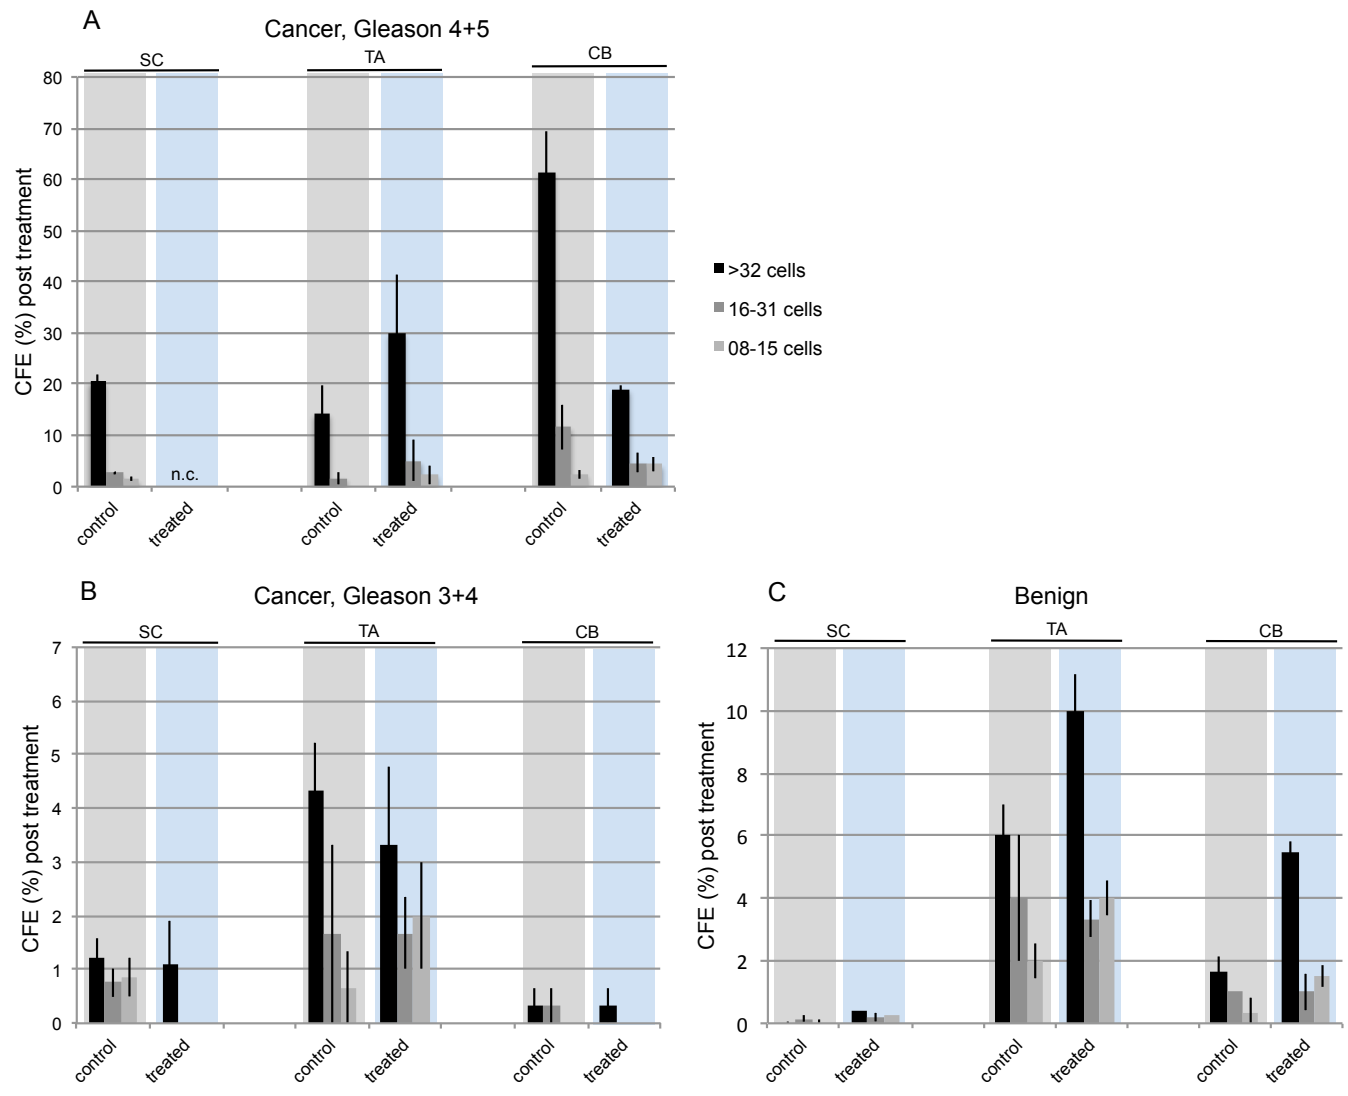 A
Cancer, Gleason 4+5
SC TA CB
80
70
60
50
40
30
20
10
0
CFE (%) post treatment
n.c.
control treated control treated control treated
>32 cells
16-31 cells
08-15 cells
B
Cancer, Gleason 3+4
SC TA CB
7
6
5
4
3
2
1
0
CFE (%) post treatment
control treated control treated control treated
C
Benign
SC TA CB
12
10
8
6
4
2
0
CFE (%) post treatment
control treated control treated control treated